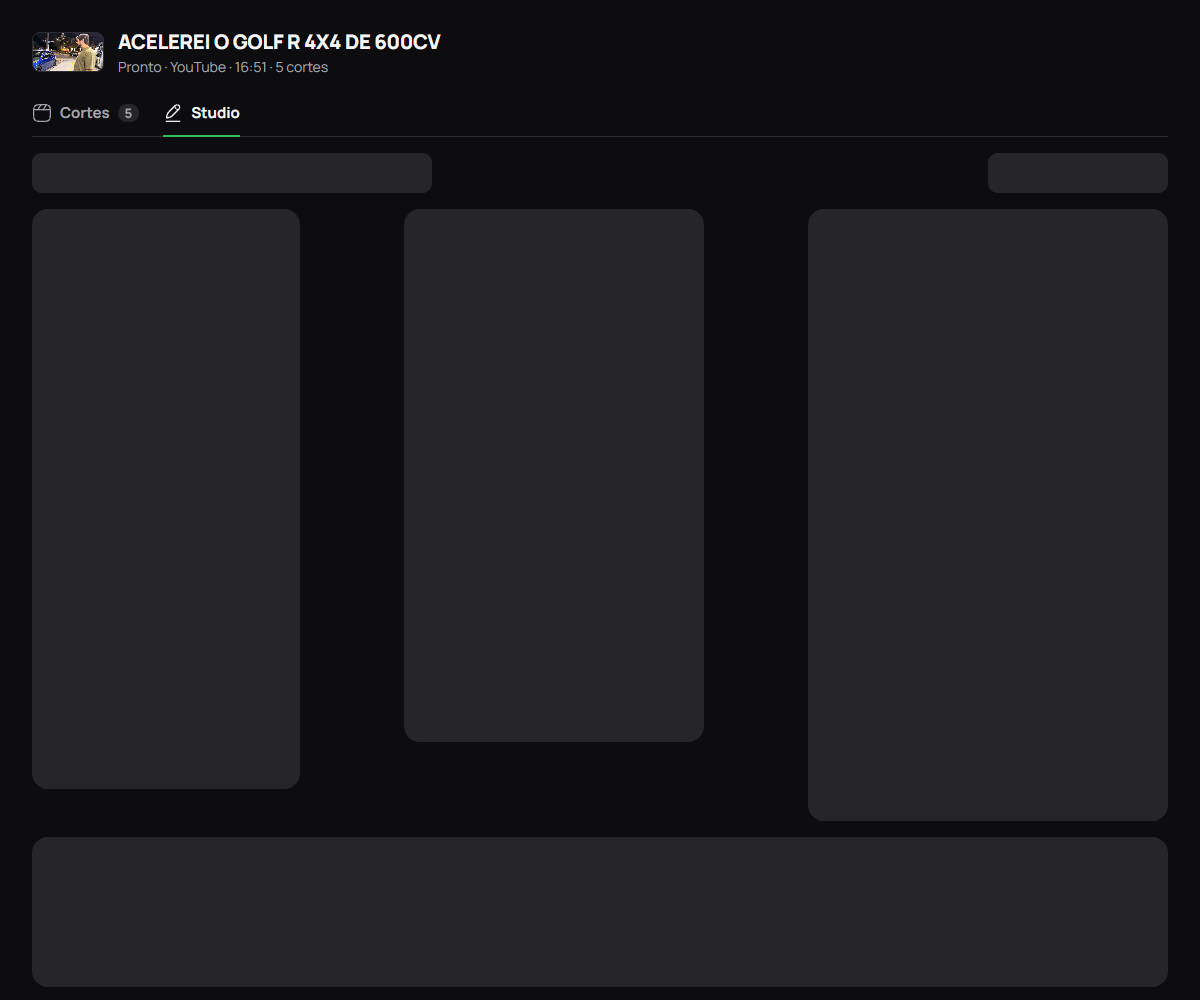 ACELEREI O GOLF R 4X4 DE 600CV
Pronto · YouTube · 16:51 · 5 cortes
Cortes 5 Studio